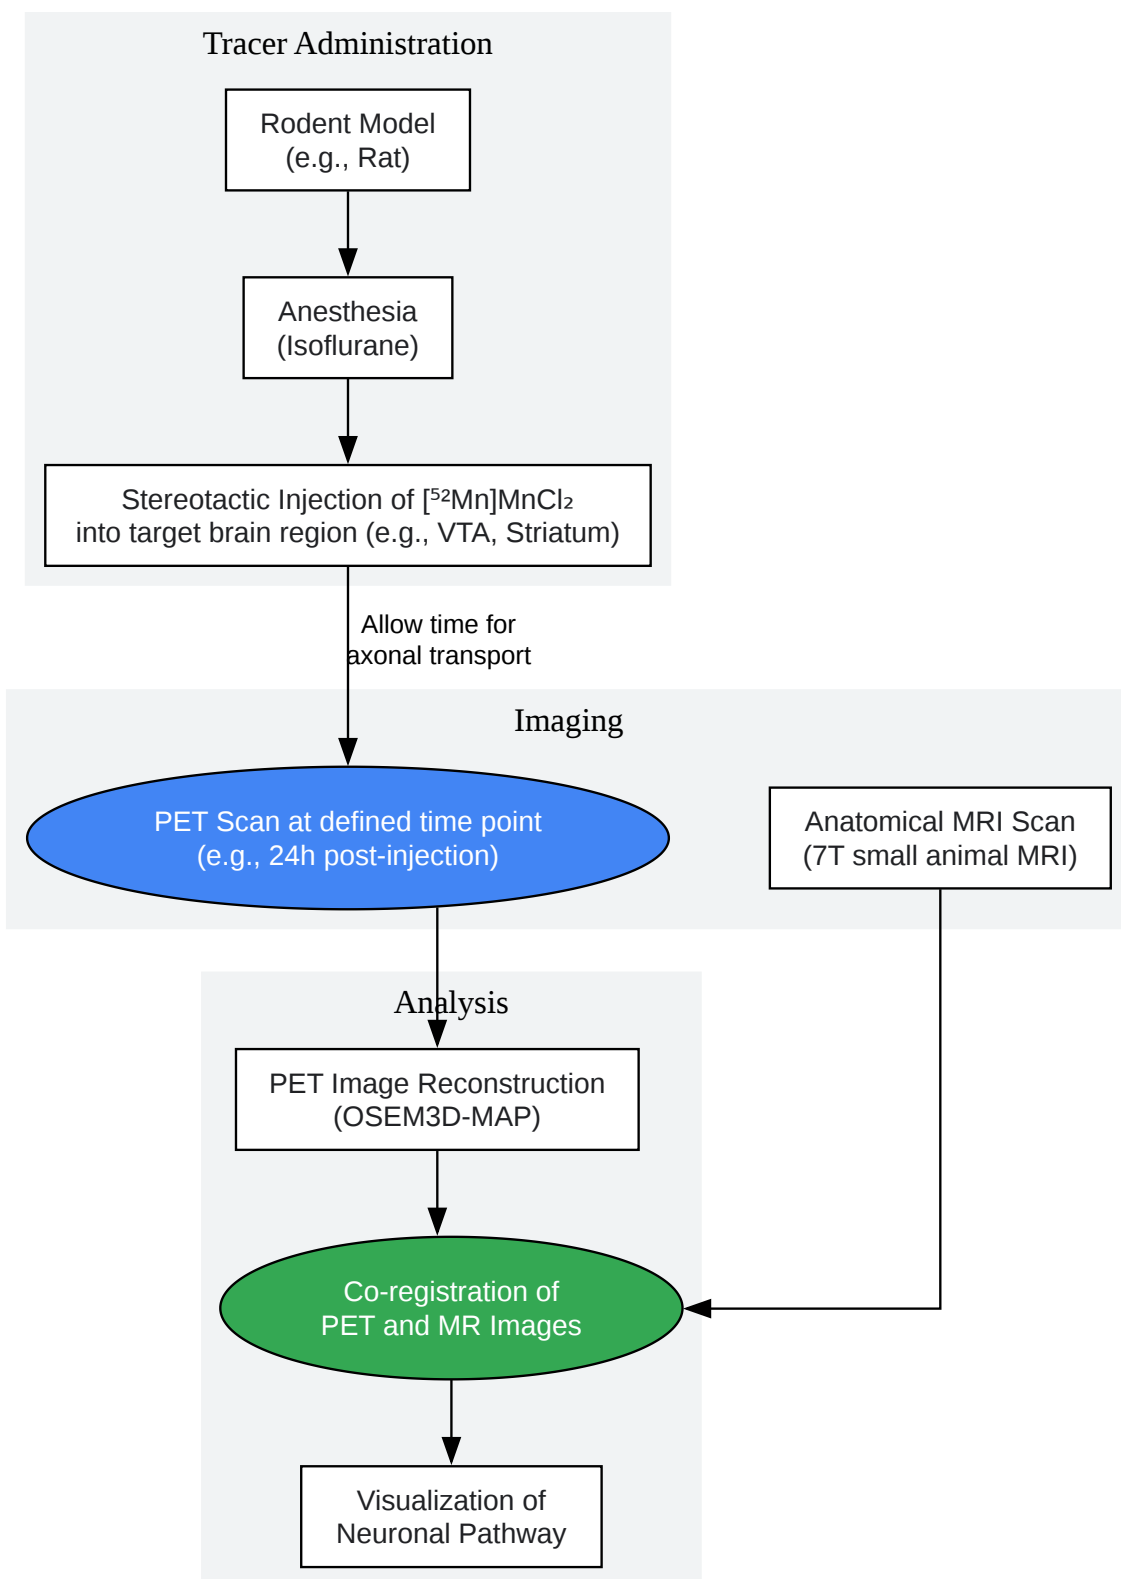 Tracer Administration
Rodent Model
(e.g., Rat)
Anesthesia
(Isoflurane)
Stereotactic Injection of [⁵²Mn]MnCl₂
into target brain region (e.g., VTA, Striatum)
Allow time for
axonal transport
Imaging
PET Scan at defined time point
(e.g., 24h post-injection)
Anatomical MRI Scan
(7T small animal MRI)
Analysis
PET Image Reconstruction
(OSEM3D-MAP)
Co-registration of
PET and MR Images
Visualization of
Neuronal Pathway